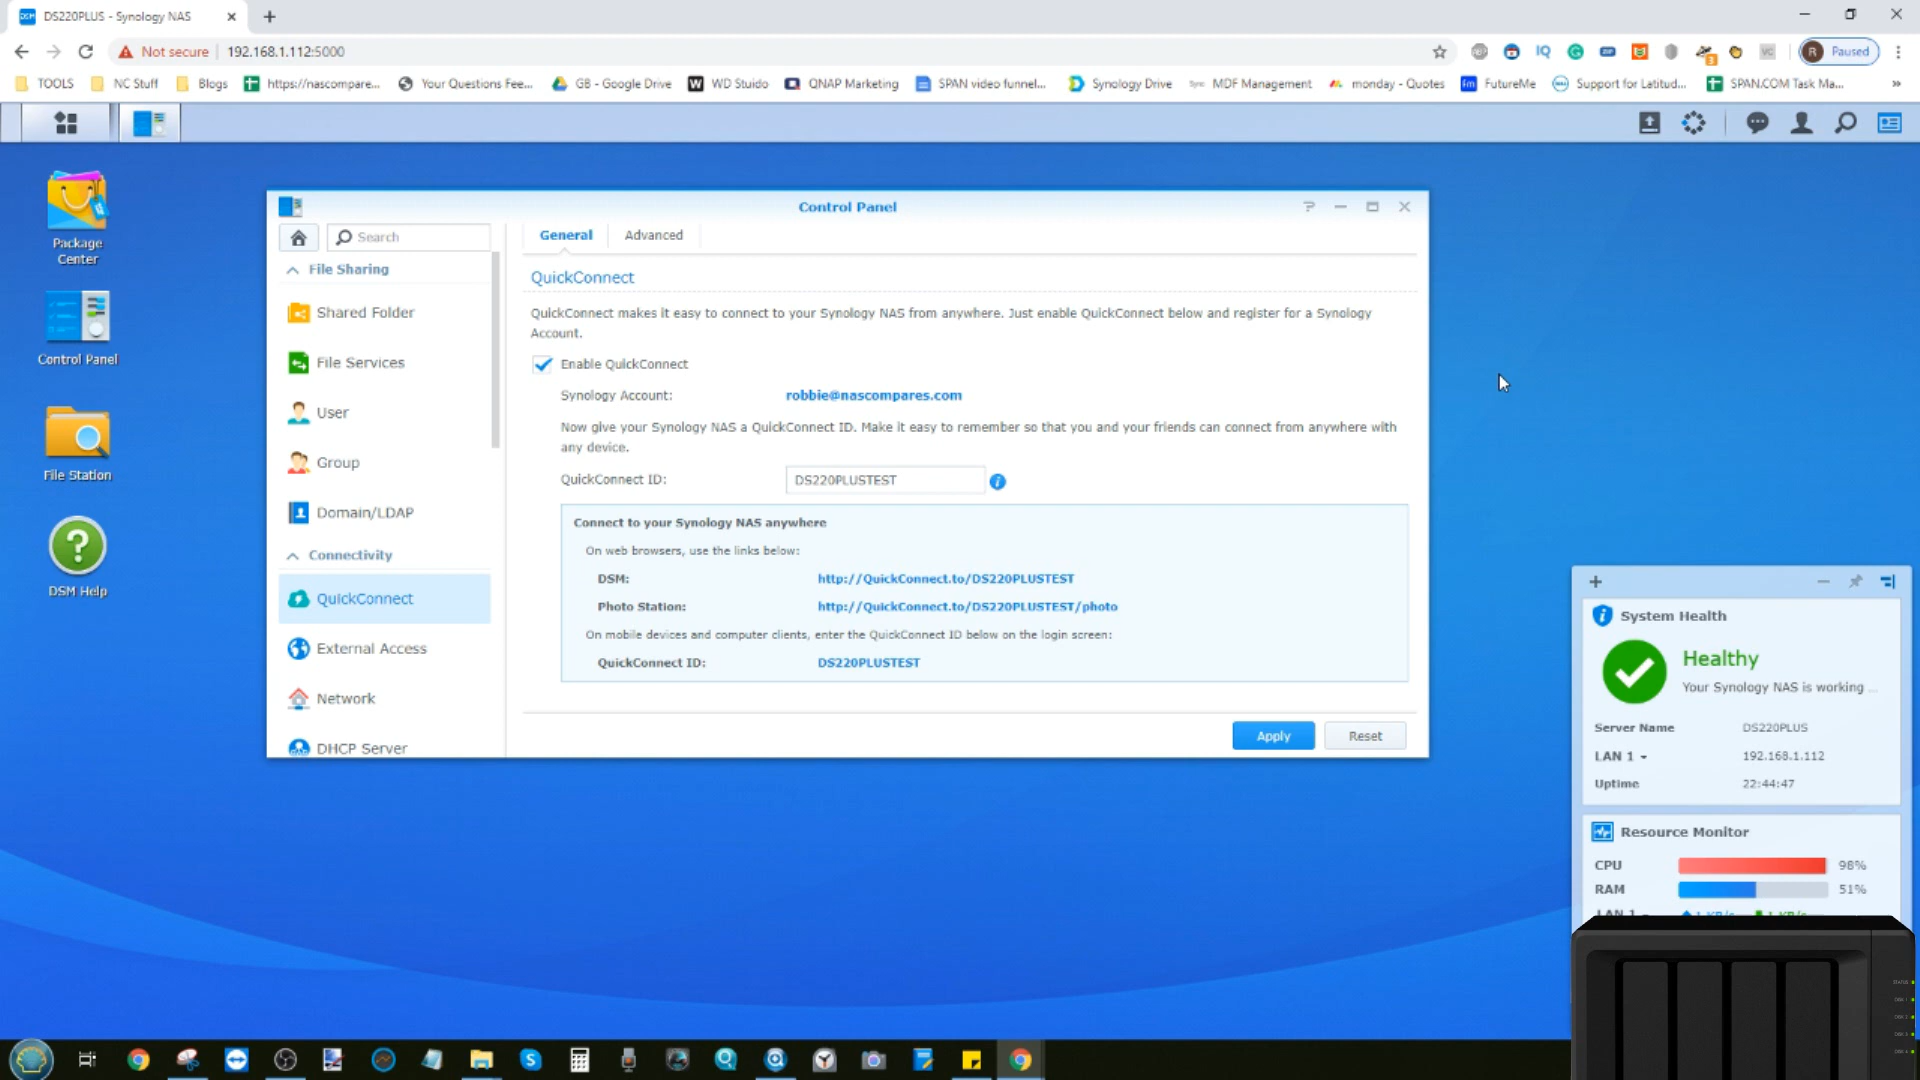 DS220PLUS - Synology NAS
Not secure
192.168.1.112:5000
IQ
ZIP
3
VC
R
Paused
TOOLS
NC Stuff
Blogs
https://nascompare...
Your Questions Fee...
GB - Google Drive
WD Stuido
QNAP Marketing
SPAN video funnel...
Synology Drive
MDF Management
monday - Quotes
FutureMe
Support for Latitud...
SPAN.COM Task Ma...
Package
Center
Control Panel
File Station
DSM Help
Control Panel
Search
General
Advanced
File Sharing
Shared Folder
File Services
User
Group
Domain/LDAP
Connectivity
QuickConnect
External Access
Network
DHCP Server
QuickConnect
QuickConnect makes it easy to connect to your Synology NAS from anywhere. Just enable QuickConnect below and register for a Synology
Account.
Enable QuickConnect
Synology Account:
robbie@nascompares.com
Now give your Synology NAS a QuickConnect ID. Make it easy to remember so that you and your friends can connect from anywhere with
any device.
QuickConnect ID:
DS220PLUSTEST
Connect to your Synology NAS anywhere
On web browsers, use the links below:
DSM:
http://QuickConnect.to/DS220PLUSTEST
Photo Station:
http://QuickConnect.to/DS220PLUSTEST/photo
On mobile devices and computer clients, enter the QuickConnect ID below on the login screen:
QuickConnect ID:
DS220PLUSTEST
Apply
Reset
System Health
Healthy
Your Synology NAS is working ...
Server Name
DS220PLUS
LAN 1
192.168.1.112
Uptime
22:44:47
Resource Monitor
CPU
98%
RAM
51%
LAN 1